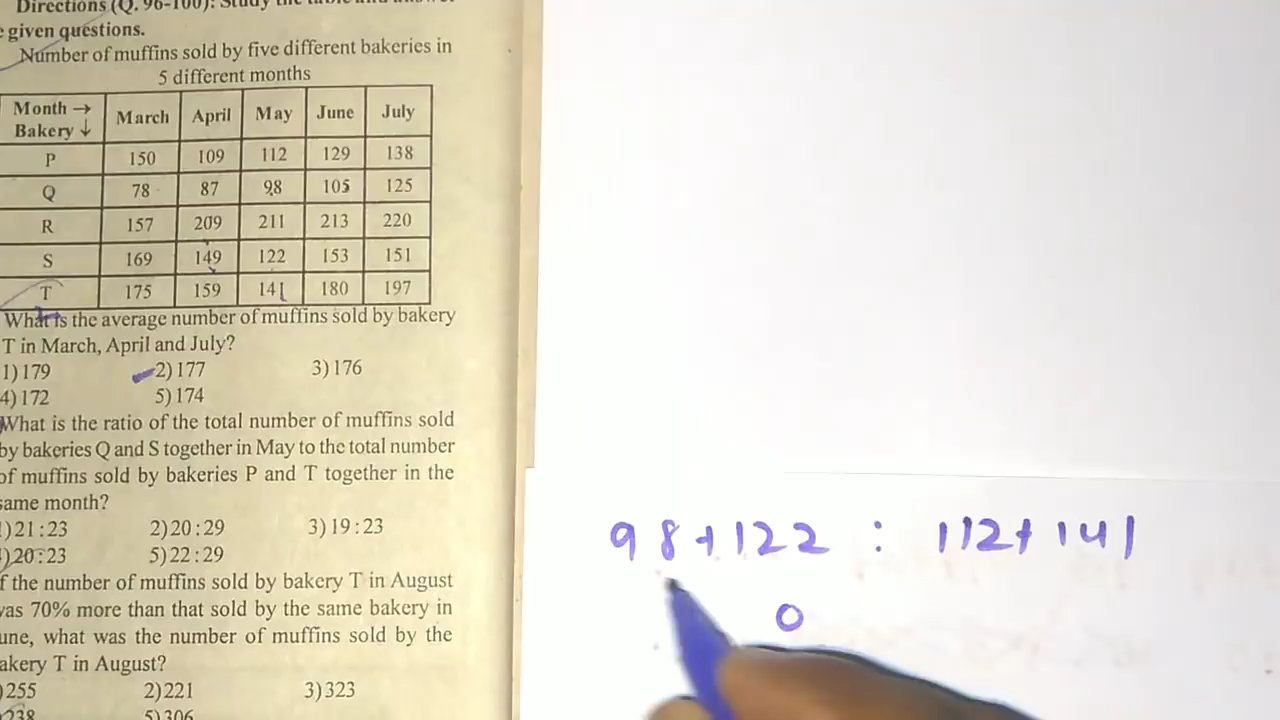 Directions (Q. 96-100): Study the table and answer
given questions.
Number of muffins sold by five different bakeries in
5 different months
Month → March April May June July
Bakery ↓
P 150 109 112 129 138
Q 78 87 98 105 125
R 157 209 211 213 220
S 169 149 122 153 151
T 175 159 141 180 197
What is the average number of muffins sold by bakery
T in March, April and July?
1) 179 2) 177 3) 176
4) 172 5) 174
What is the ratio of the total number of muffins sold
by bakeries Q and S together in May to the total number
of muffins sold by bakeries P and T together in the
same month?
) 21 : 23 2) 20 : 29 3) 19 : 23
) 20 : 23 5) 22 : 29
f the number of muffins sold by bakery T in August
was 70% more than that sold by the same bakery in
une, what was the number of muffins sold by the
akery T in August?
) 255 2) 221 3) 323
238 5) 306
98+122 : 112+141
0